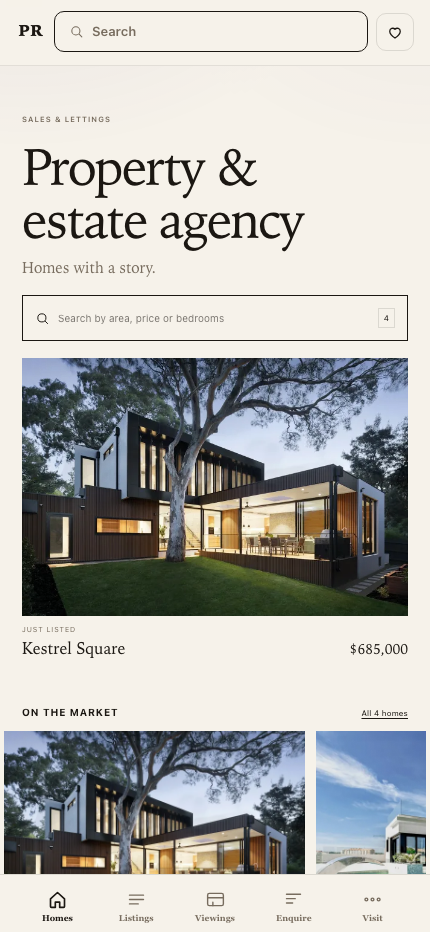 PR
Search
SALES & LETTINGS
Property &
estate agency
Homes with a story.
Search by area, price or bedrooms
4
JUST LISTED
Kestrel Square
$685,000
ON THE MARKET
All 4 homes
Homes
Listings
Viewings
Enquire
Visit